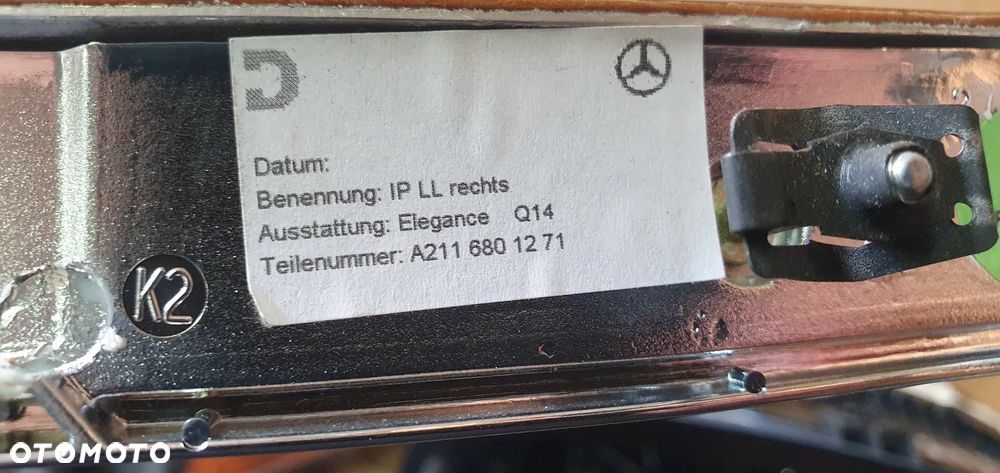 Datum:
Benennung: IP LL rechts
Ausstattung: Elegance Q14
Teilenummer: A211 680 12 71
K2
OTOMOTO